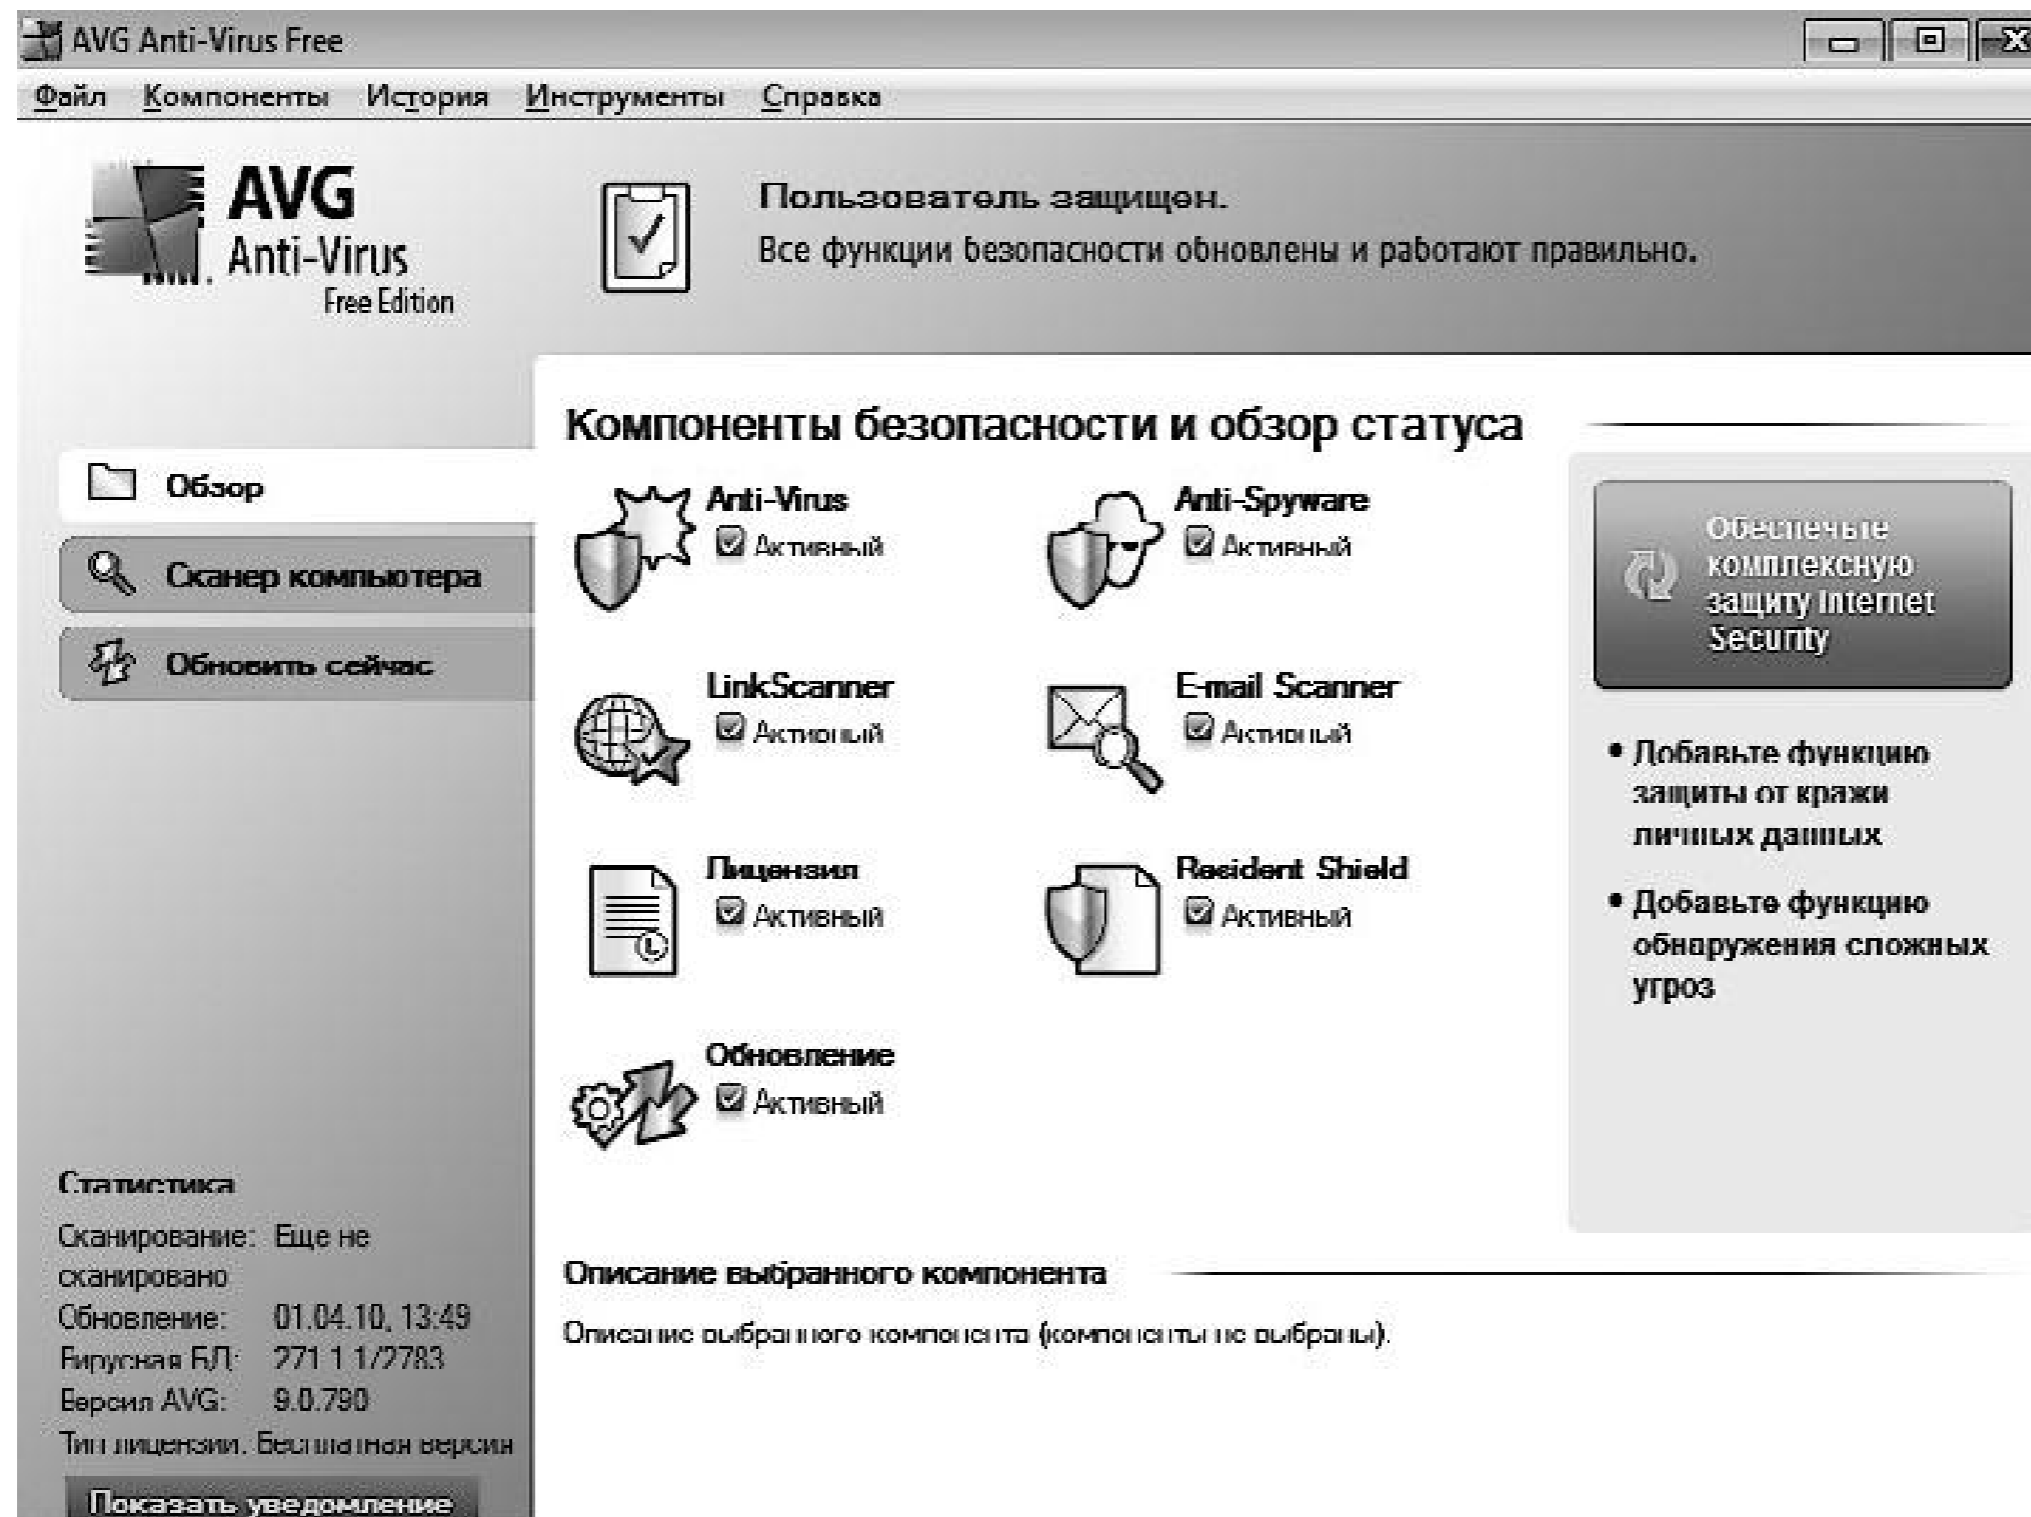 AVG Anti-Virus Free
Файл Компоненты История Инструменты Справка
AVG
Anti-Virus
Free Edition
Пользователь защищен.
Все функции безопасности обновлены и работают правильно.
Обзор
Сканер компьютера
Обновить сейчас
Компоненты безопасности и обзор статуса
Anti-Virus
Активный
Anti-Spyware
Активный
LinkScanner
Активный
E-mail Scanner
Активный
Лицензия
Активный
Resident Shield
Активный
Обновление
Активный
Обеспечьте
комплексную
защиту Internet
Security
• Добавьте функцию
защиты от кражи
личных данных
• Добавьте функцию
обнаружения сложных
угроз
Статистика
Сканирование: Еще не
сканировано
Обновление: 01.04.10, 13:49
Вирусная БД: 271.1.1/2783
Версия AVG: 9.0.790
Тип лицензии: Бесплатная версия
Показать уведомление
Описание выбранного компонента
Описание выбранного компонента (компоненты не выбраны).